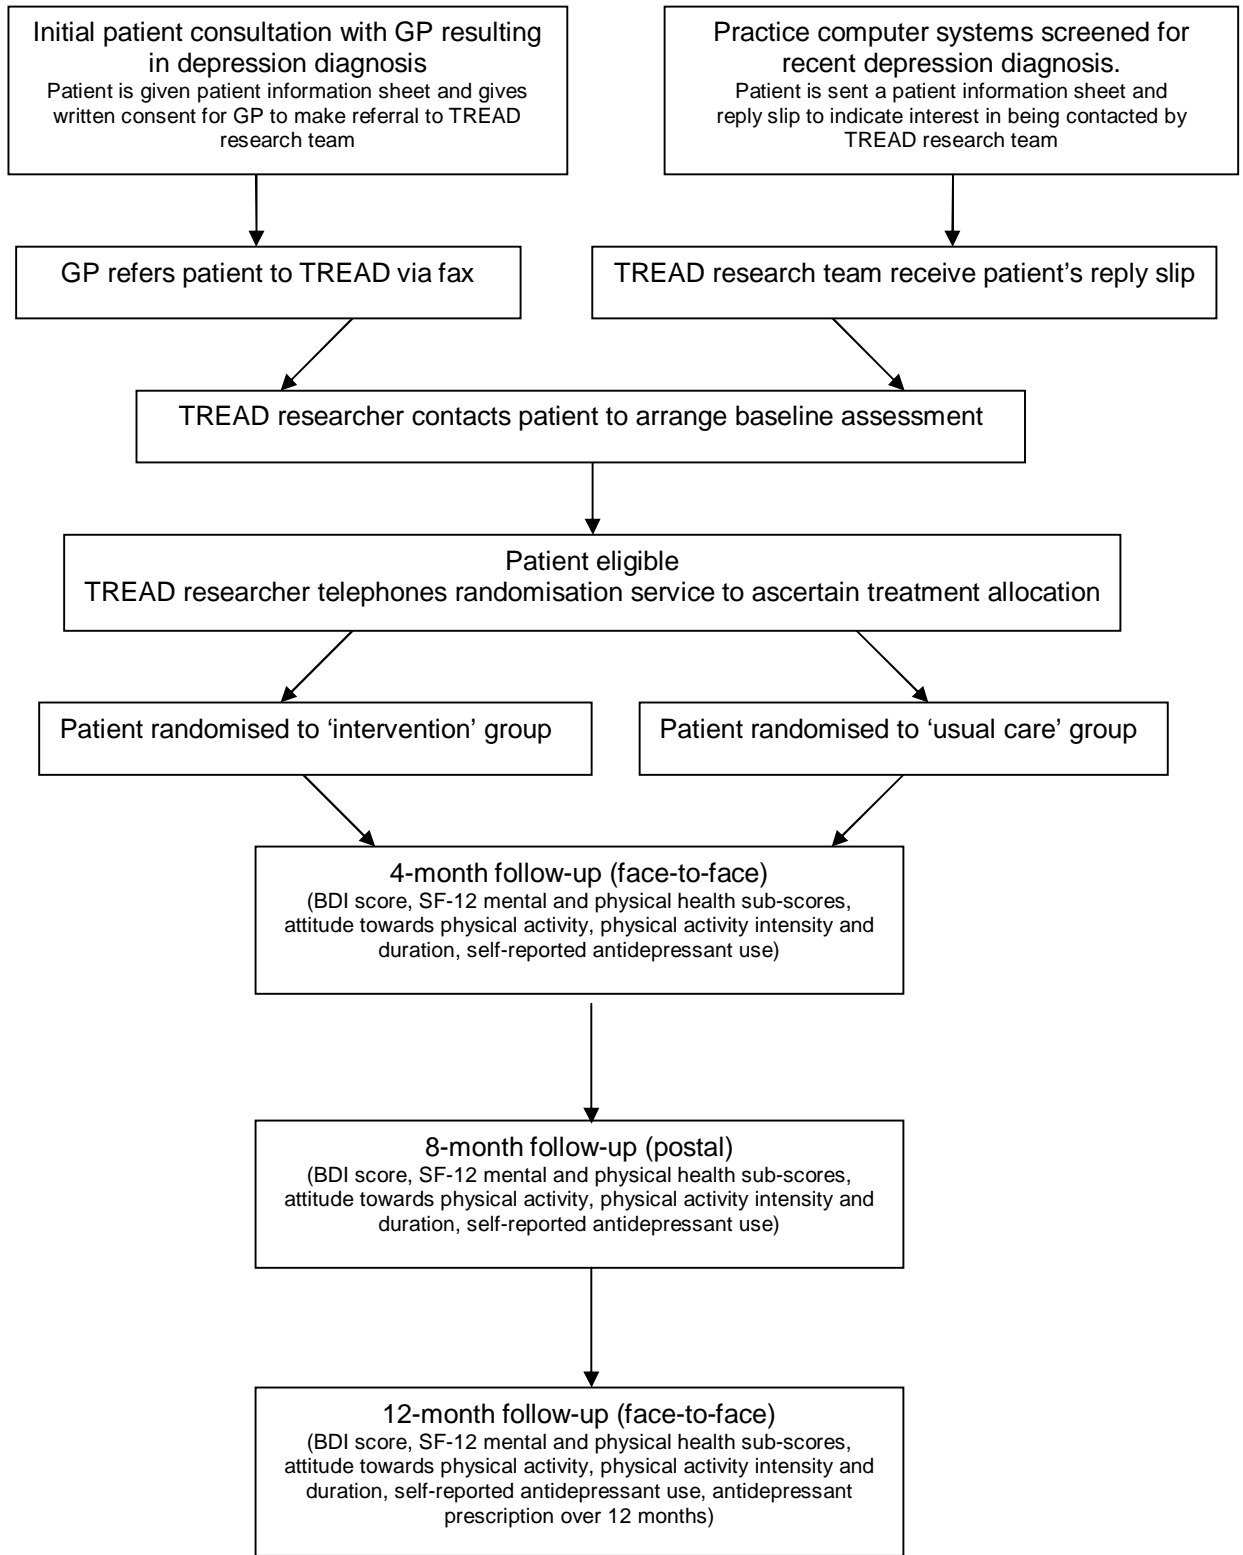 Initial patient consultation with GP resulting
in depression diagnosis
Patient is given patient information sheet and gives
written consent for GP to make referral to TREAD
research team
Practice computer systems screened for
recent depression diagnosis.
Patient is sent a patient information sheet and
reply slip to indicate interest in being contacted by
TREAD research team
GP refers patient to TREAD via fax
TREAD research team receive patient’s reply slip
TREAD researcher contacts patient to arrange baseline assessment
Patient eligible
TREAD researcher telephones randomisation service to ascertain treatment allocation
Patient randomised to ‘intervention’ group
Patient randomised to ‘usual care’ group
4-month follow-up (face-to-face)
(BDI score, SF-12 mental and physical health sub-scores,
attitude towards physical activity, physical activity intensity and
duration, self-reported antidepressant use)
8-month follow-up (postal)
(BDI score, SF-12 mental and physical health sub-scores,
attitude towards physical activity, physical activity intensity and
duration, self-reported antidepressant use)
12-month follow-up (face-to-face)
(BDI score, SF-12 mental and physical health sub-scores,
attitude towards physical activity, physical activity intensity and
duration, self-reported antidepressant use, antidepressant
prescription over 12 months)